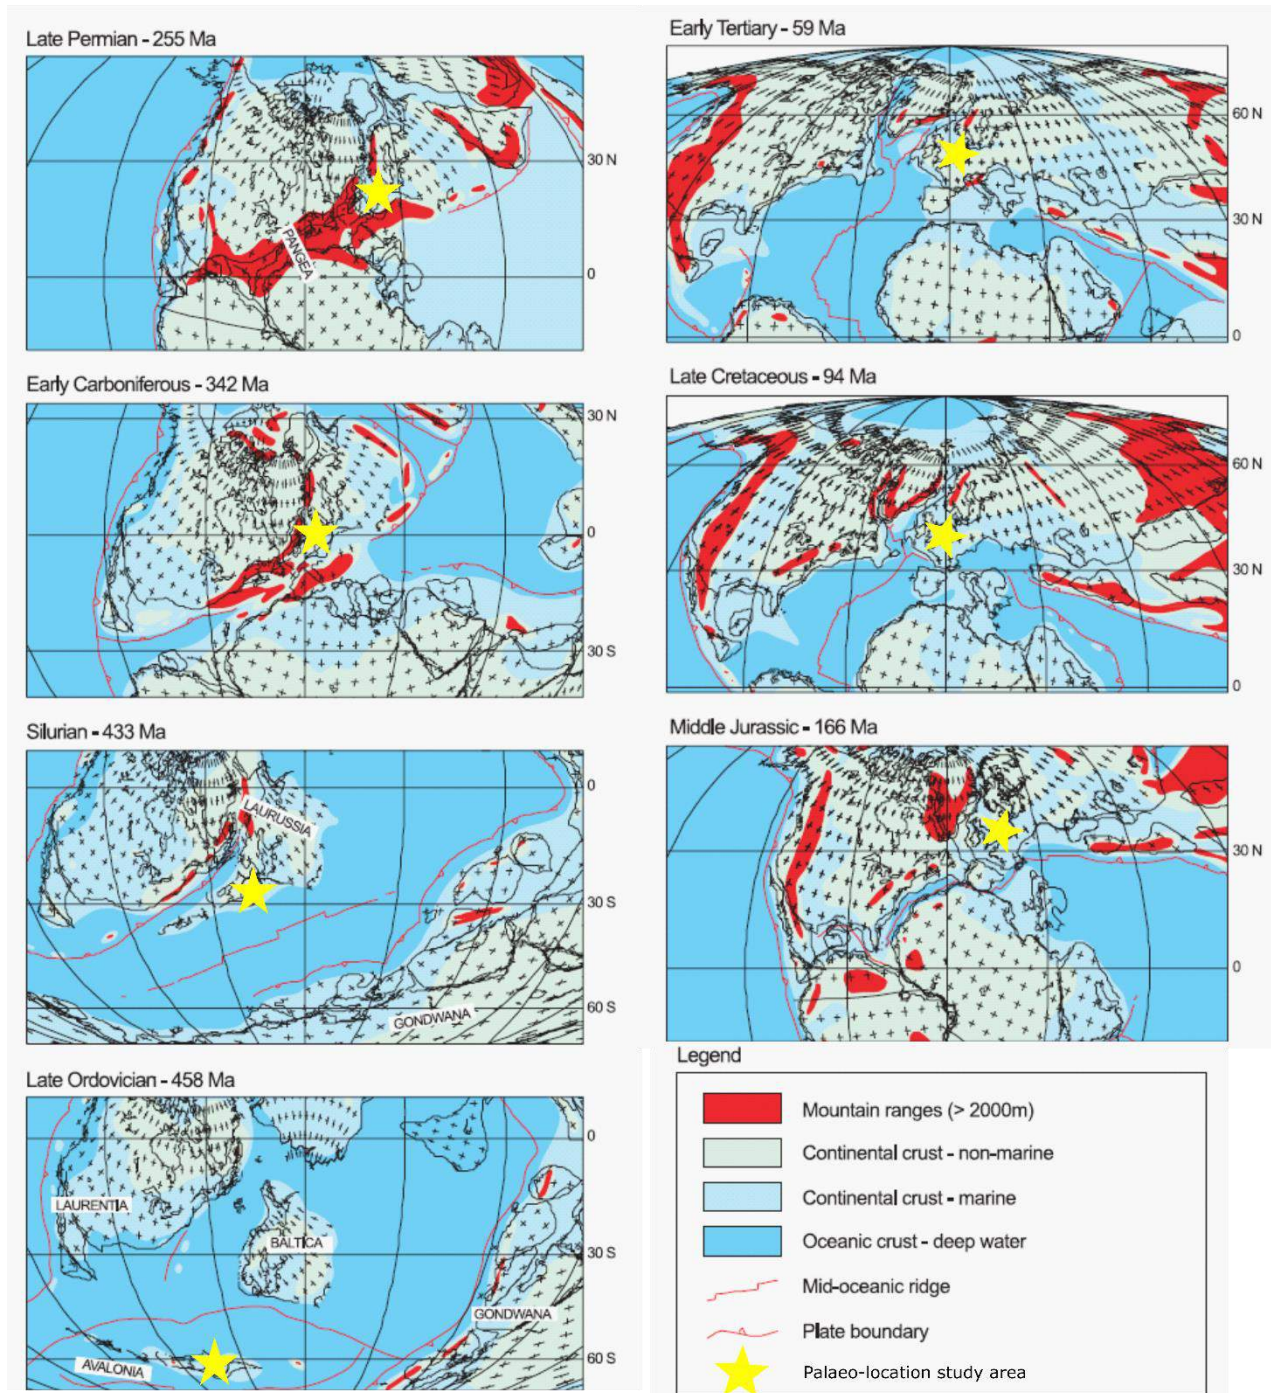 Late Permian - 255 Ma
30 N
PANGEA
0
Early Carboniferous - 342 Ma
30 N
0
30 S
Silurian - 433 Ma
0
LAURUSSIA
30 S
60 S
GONDWANA
Late Ordovician - 458 Ma
0
LAURENTIA
BALTICA
30 S
GONDWANA
AVALONIA
60 S
Early Tertiary - 59 Ma
60 N
30 N
0
Late Cretaceous - 94 Ma
60 N
30 N
0
Middle Jurassic - 166 Ma
30 N
0
Legend
Mountain ranges (> 2000m)
Continental crust - non-marine
Continental crust - marine
Oceanic crust - deep water
Mid-oceanic ridge
Plate boundary
Palaeo-location study area